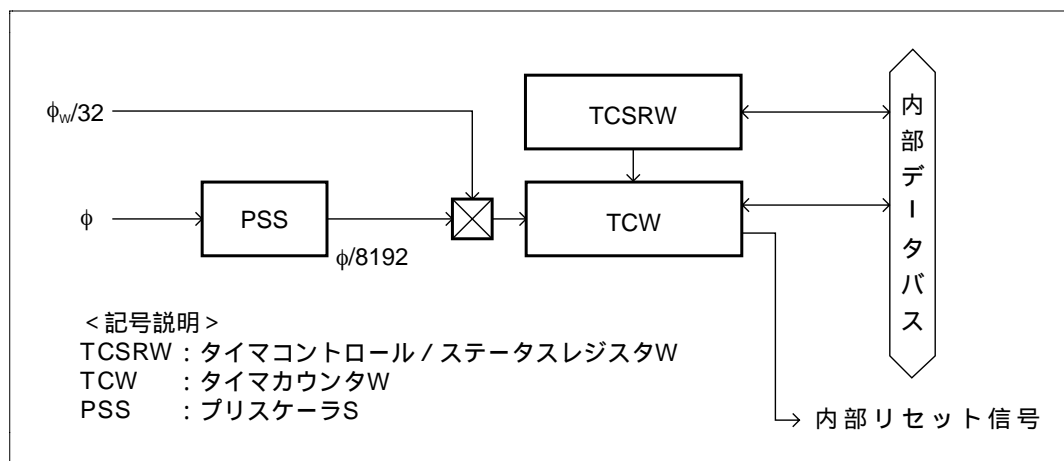 φW/32
TCSRW
φ
PSS
TCW
φ/8192
内部データバス
＜記号説明＞
TCSRW：タイマコントロール／ステータスレジスタW
TCW ：タイマカウンタW
PSS ：プリスケーラS
内部リセット信号